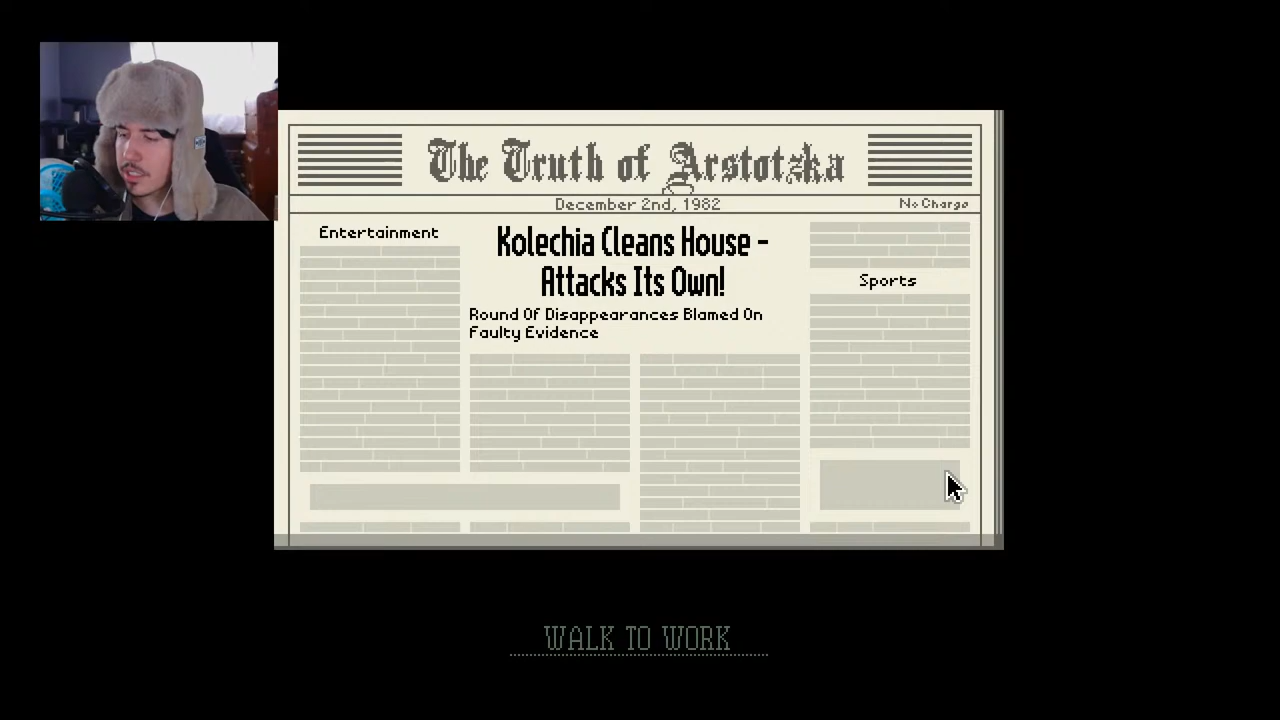 The Truth of Arstotzka
December 2nd, 1982
No Charge
Entertainment
Kolechia Cleans House -
Attacks Its Own!
Round Of Disappearances Blamed On
Faulty Evidence
Sports
WALK TO WORK